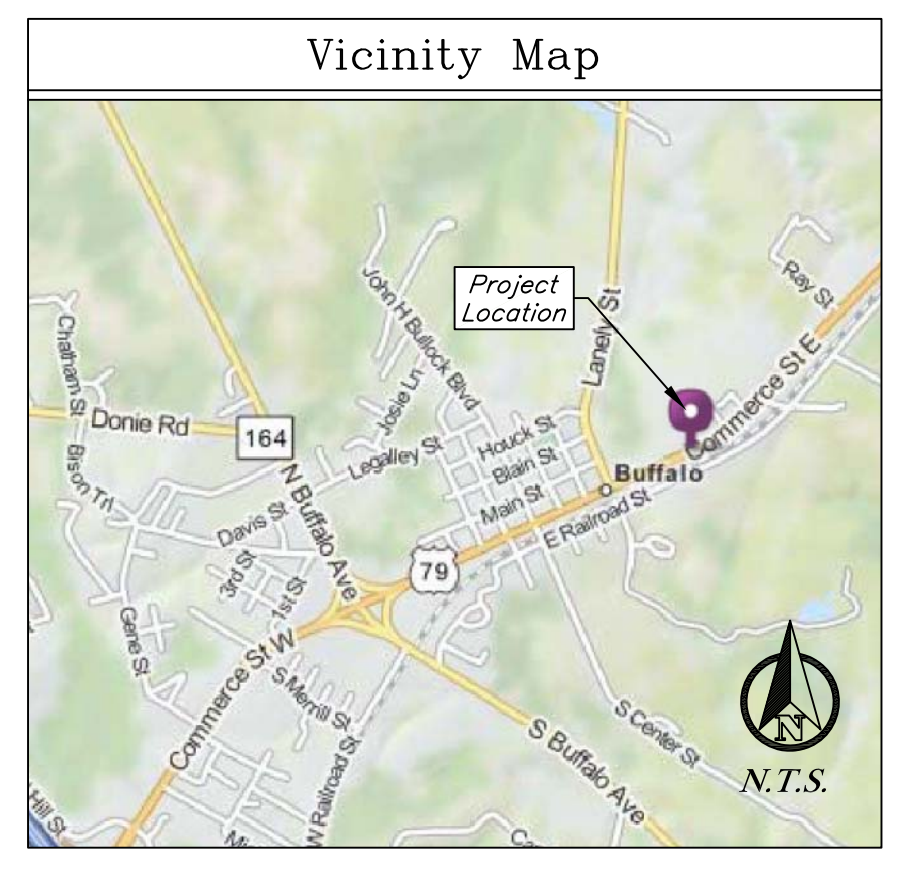 Vicinity Map
Ray St
Project
Location
Lanely St
John H Bullock Blvd
Chatham St
Commerce St E
Josie Ln
Donie Rd
164
Houck St
Legalley St
Blain St
Buffalo
Bison Trl
N Buffalo Ave
Main St
Davis St
E Railroad St
3rd St
79
1st St
Gene St
Commerce St W
S Merrill St
S Center St
N
S Buffalo Ave
W Railroad St
N.T.S.
Hill St